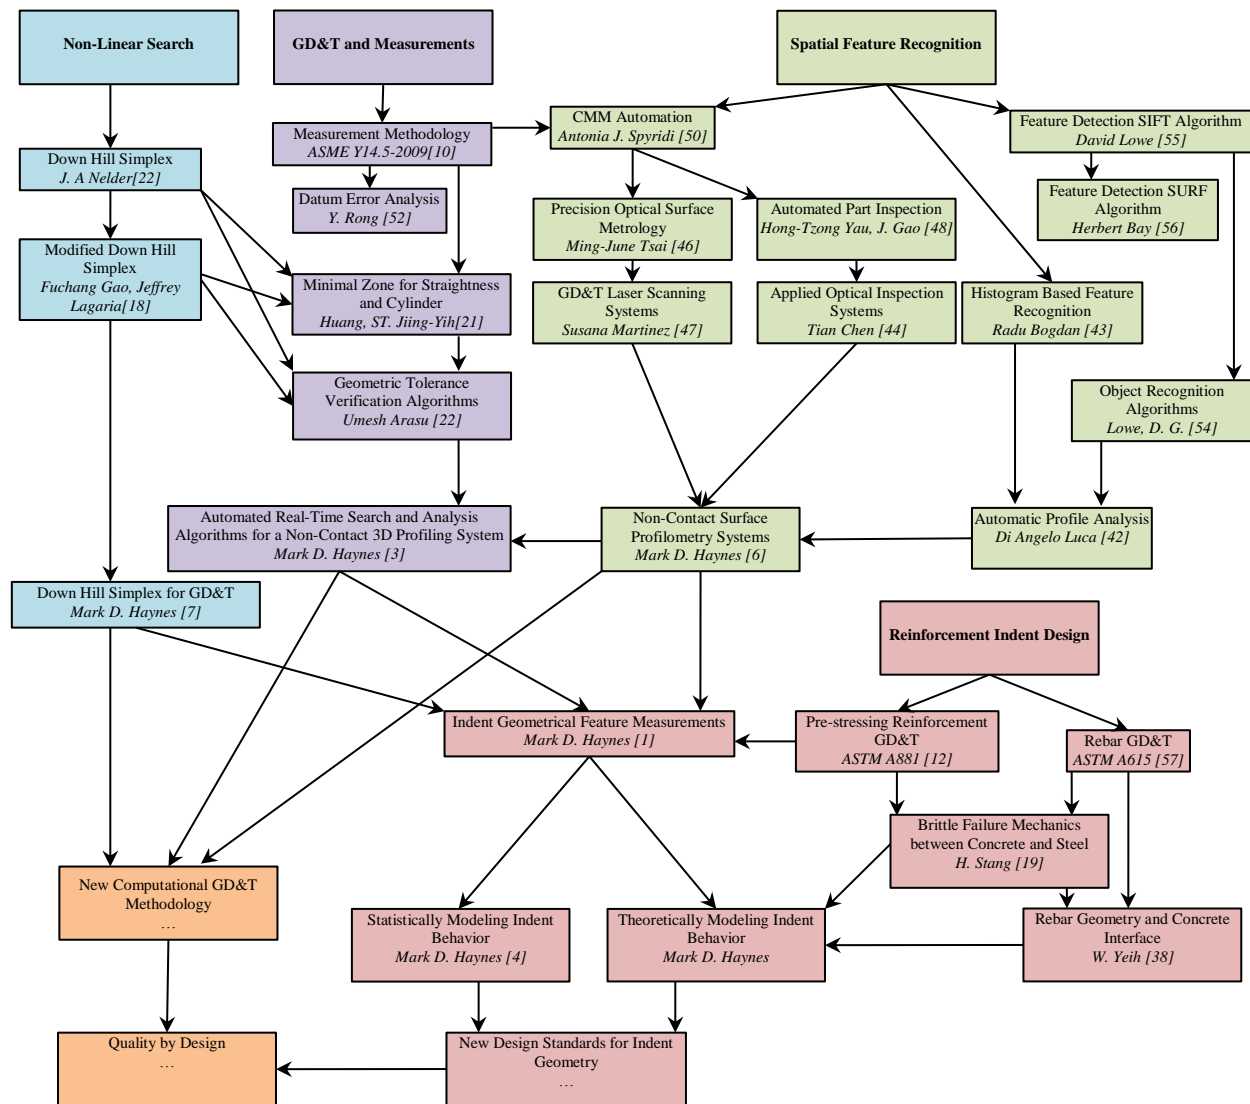 Non-Linear Search
GD&T and Measurements
Spatial Feature Recognition
CMM Automation
Antonia J. Spyridi [50]
Feature Detection SIFT Algorithm
David Lowe [55]
Measurement Methodology
ASME Y14.5-2009[10]
Down Hill Simplex
J. A Nelder[22]
Datum Error Analysis
Y. Rong [52]
Precision Optical Surface
Metrology
Ming-June Tsai [46]
Automated Part Inspection
Hong-Tzong Yau, J. Gao [48]
Feature Detection SURF
Algorithm
Herbert Bay [56]
Modified Down Hill
Simplex
Fuchang Gao, Jeffrey
Lagaria[18]
Minimal Zone for Straightness
and Cylinder
Huang, ST. Jiing-Yih[21]
GD&T Laser Scanning
Systems
Susana Martinez [47]
Applied Optical Inspection
Systems
Tian Chen [44]
Histogram Based Feature
Recognition
Radu Bogdan [43]
Geometric Tolerance
Verification Algorithms
Umesh Arasu [22]
Object Recognition
Algorithms
Lowe, D. G. [54]
Automated Real-Time Search and Analysis
Algorithms for a Non-Contact 3D Profiling System
Mark D. Haynes [3]
Non-Contact Surface
Profilometry Systems
Mark D. Haynes [6]
Automatic Profile Analysis
Di Angelo Luca [42]
Down Hill Simplex for GD&T
Mark D. Haynes [7]
Reinforcement Indent Design
Indent Geometrical Feature Measurements
Mark D. Haynes [1]
Pre-stressing Reinforcement
GD&T
ASTM A881 [12]
Rebar GD&T
ASTM A615 [57]
Brittle Failure Mechanics
between Concrete and Steel
H. Stang [19]
New Computational GD&T
Methodology
…
Statistically Modeling Indent
Behavior
Mark D. Haynes [4]
Theoretically Modeling Indent
Behavior
Mark D. Haynes
Rebar Geometry and Concrete
Interface
W. Yeih [38]
Quality by Design
…
New Design Standards for Indent
Geometry
…